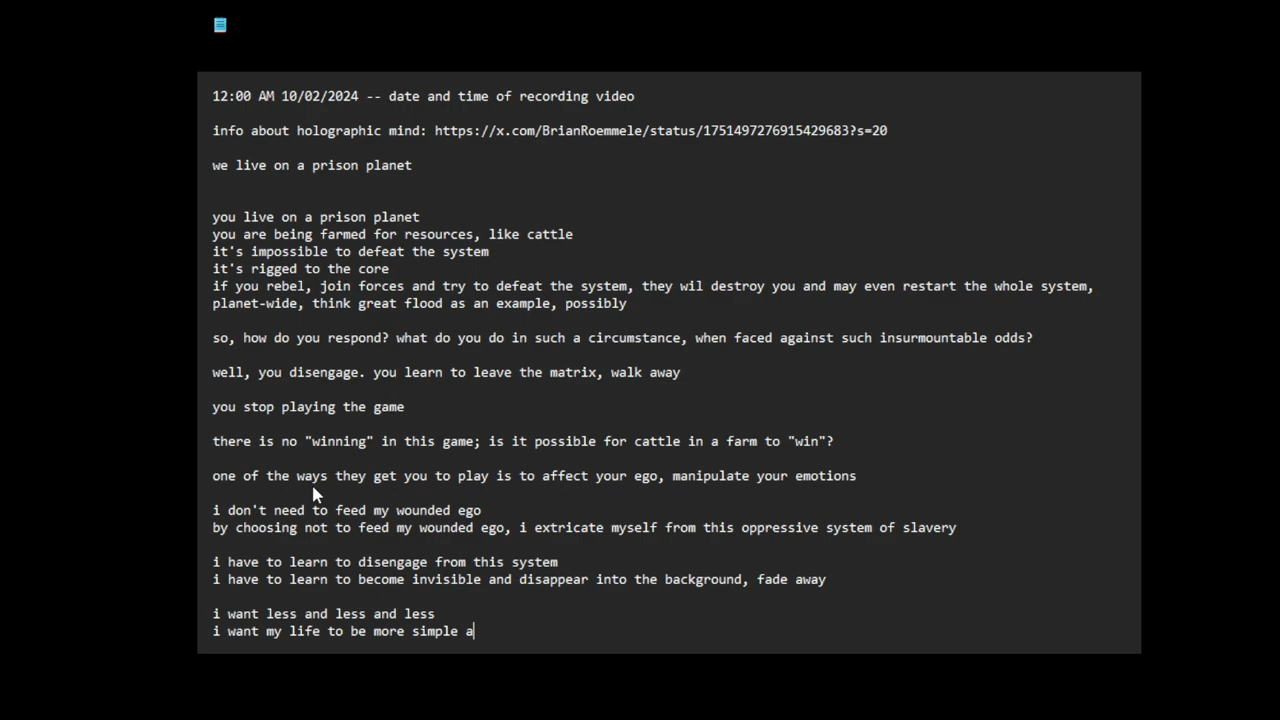 12:00 AM 10/02/2024 -- date and time of recording video
info about holographic mind: https://x.com/BrianRoemmele/status/1751497276915429683?s=20
we live on a prison planet
you live on a prison planet
you are being farmed for resources, like cattle
it's impossible to defeat the system
it's rigged to the core
if you rebel, join forces and try to defeat the system, they wil destroy you and may even restart the whole system,
planet-wide, think great flood as an example, possibly
so, how do you respond? what do you do in such a circumstance, when faced against such insurmountable odds?
well, you disengage. you learn to leave the matrix, walk away
you stop playing the game
there is no "winning" in this game; is it possible for cattle in a farm to "win"?
one of the ways they get you to play is to affect your ego, manipulate your emotions
i don't need to feed my wounded ego
by choosing not to feed my wounded ego, i extricate myself from this oppressive system of slavery
i have to learn to disengage from this system
i have to learn to become invisible and disappear into the background, fade away
i want less and less and less
i want my life to be more simple a